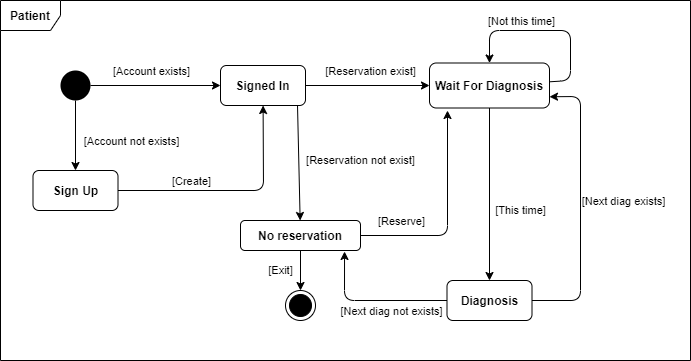 Patient
[Not this time]
[Account exists]
Signed In
[Reservation exist]
Wait For Diagnosis
[Account not exists]
[Reservation not exist]
Sign Up
[Create]
[Next diag exists]
[This time]
[Reserve]
No reservation
[Exit]
Diagnosis
[Next diag not exists]